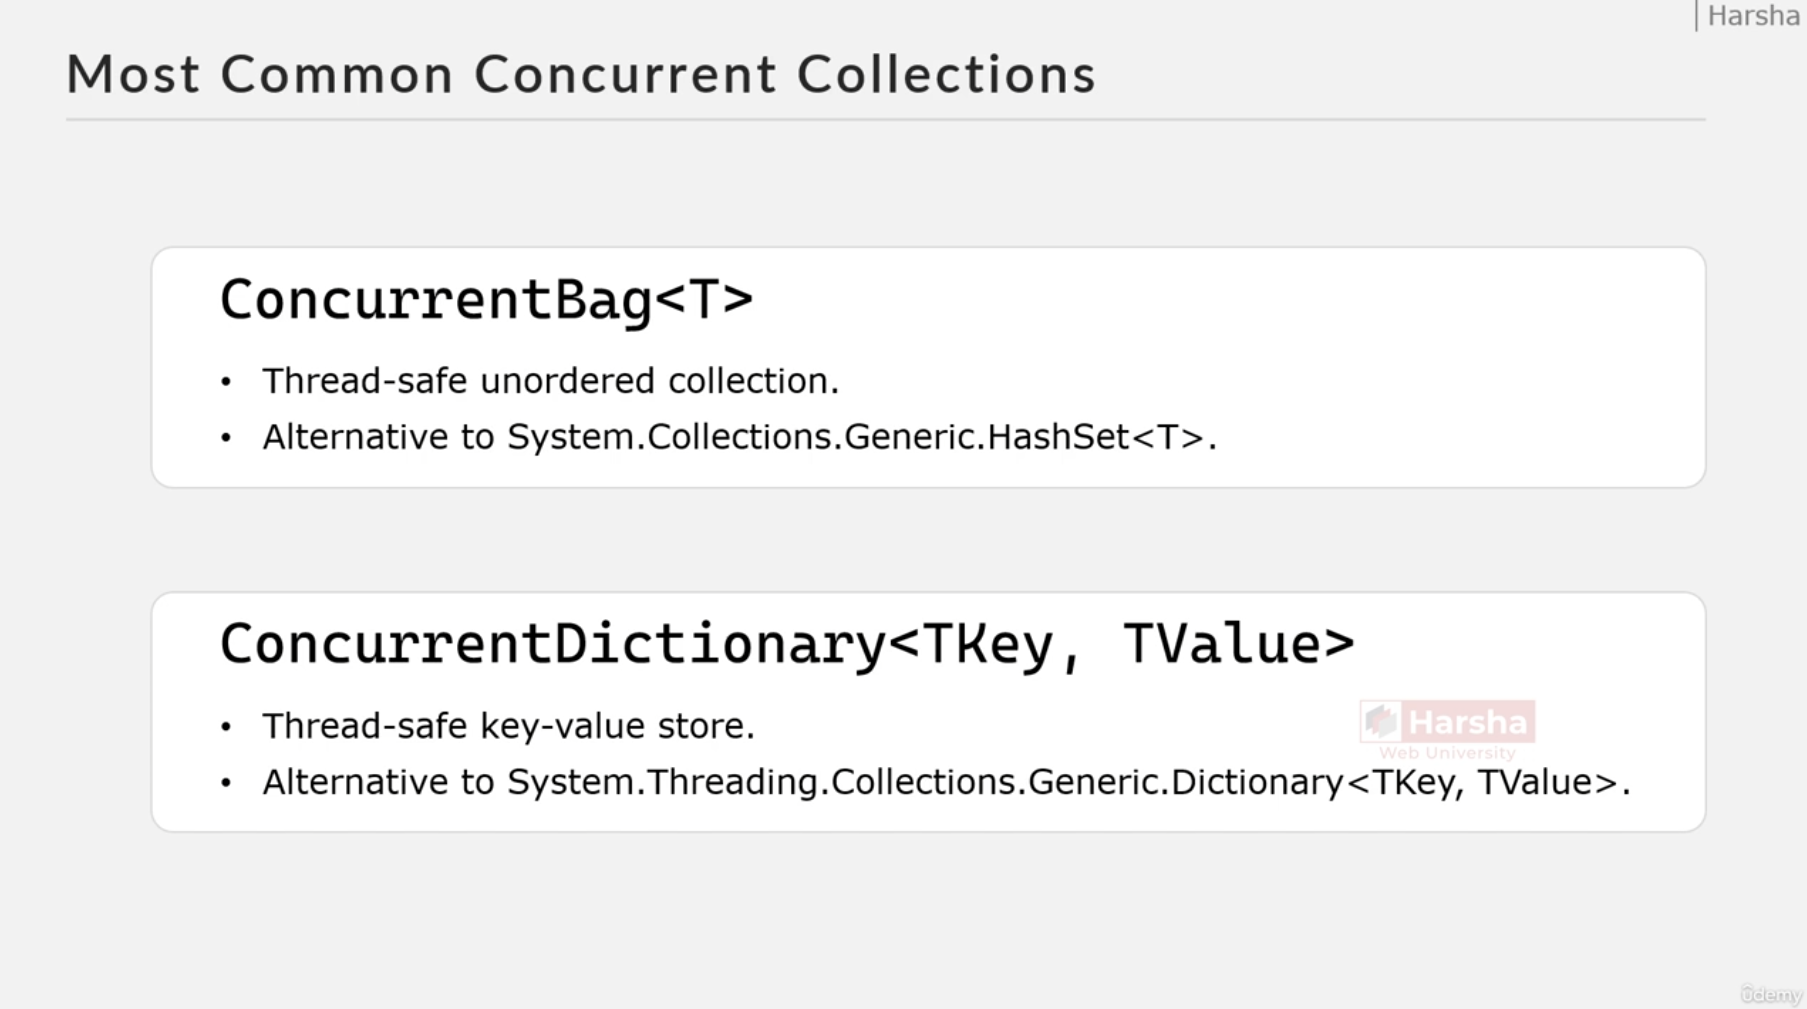 Harsha
Most Common Concurrent Collections
ConcurrentBag<T>
• Thread-safe unordered collection.
• Alternative to System.Collections.Generic.HashSet<T>.
ConcurrentDictionary<TKey, TValue>
• Thread-safe key-value store.
Harsha
Web University
• Alternative to System.Threading.Collections.Generic.Dictionary<TKey, TValue>.
ûdemy